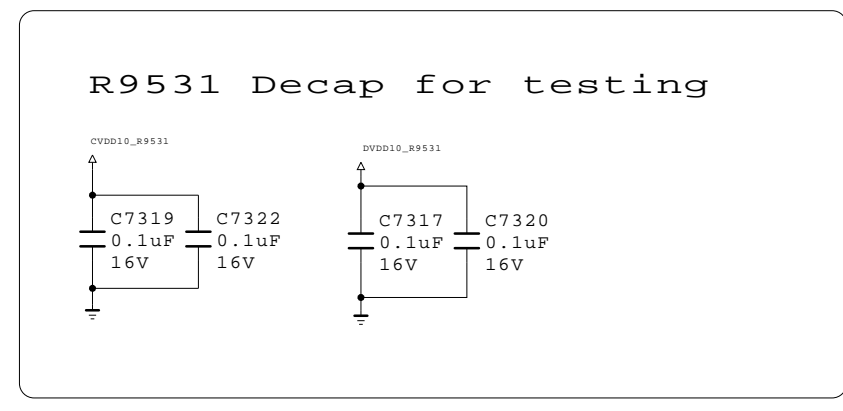 R9531 Decap for testing
CVDD10_R9531
DVDD10_R9531
C7319
0.1uF
16V
C7322
0.1uF
16V
C7317
0.1uF
16V
C7320
0.1uF
16V